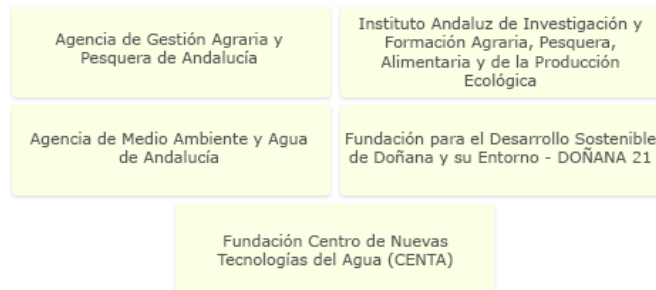 Agencia de Gestión Agraria y
Pesquera de Andalucía
Instituto Andaluz de Investigación y
Formación Agraria, Pesquera,
Alimentaria y de la Producción
Ecológica
Agencia de Medio Ambiente y Agua
de Andalucía
Fundación para el Desarrollo Sostenible
de Doñana y su Entorno - DOÑANA 21
Fundación Centro de Nuevas
Tecnologías del Agua (CENTA)